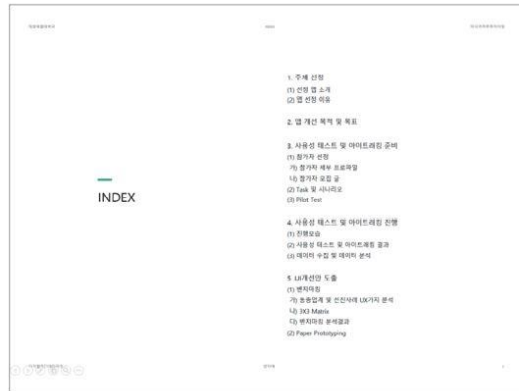 INDEX
1. 주제 선정
(1) 선정 앱 소개
(2) 앱 선정 이유
2. 앱 개선 목적 및 목표
3. 사용성 테스트 및 아이트래킹 준비
(1) 참가자 선정
가) 참가자 세부 프로파일
나) 참가자 모집 글
(2) Task 및 시나리오
(3) Pilot Test
4. 사용성 테스트 및 아이트래킹 진행
(1) 진행모습
(2) 사용성 테스트 및 아이트래킹 결과
(3) 데이터 수집 및 데이터 분석
5. UI개선안 도출
(1) 벤치마킹
가) 동종업계 및 선진사례 UX가치 분석
나) 3X3 Matrix
다) 벤치마킹 분석결과
(2) Paper Prototyping